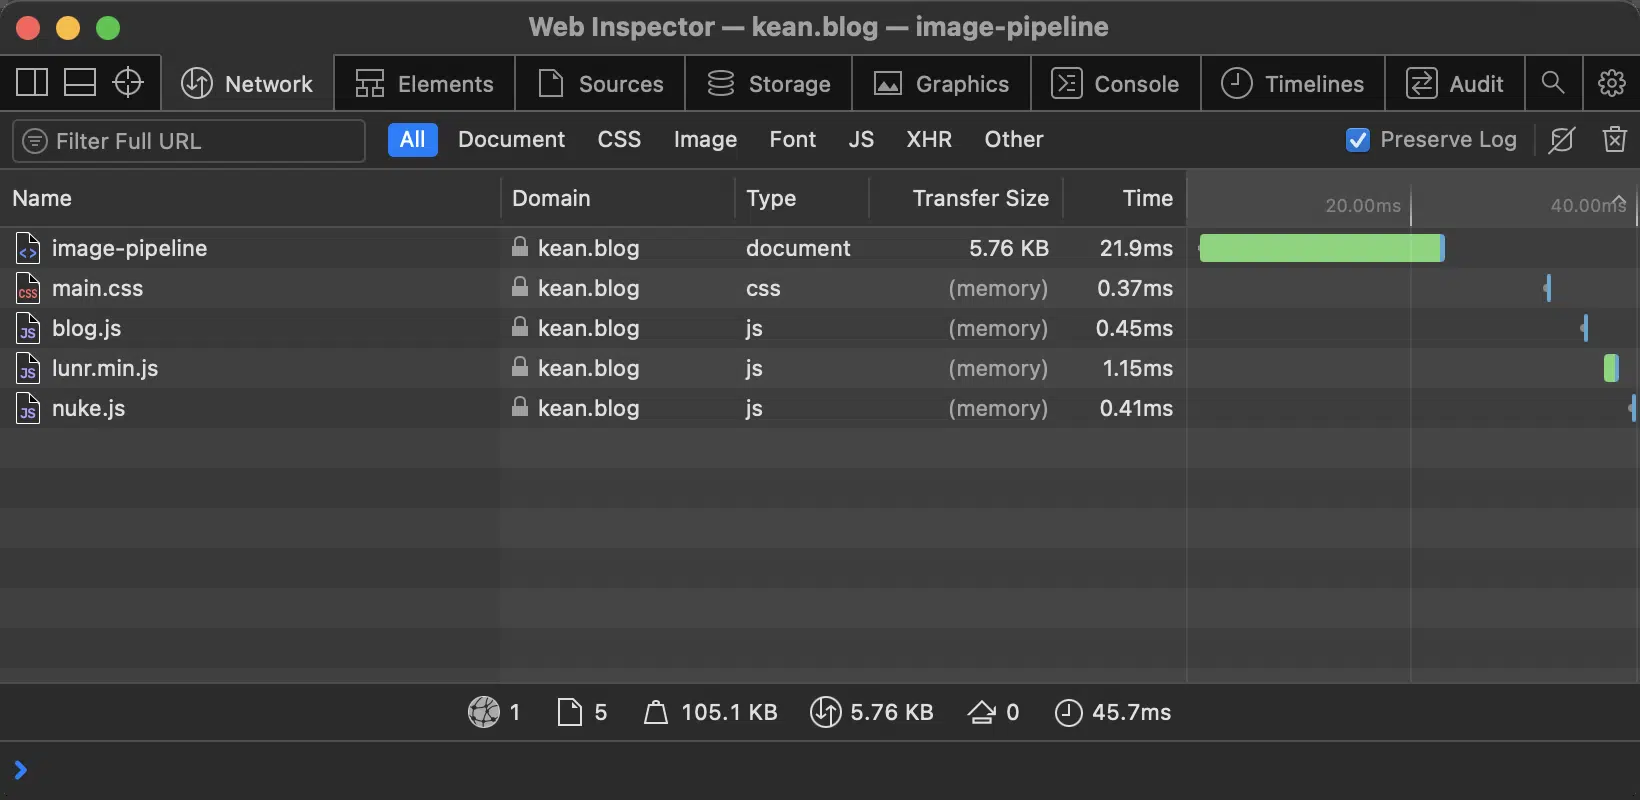 Web Inspector — kean.blog — image-pipeline
Network Elements Sources Storage Graphics Console Timelines Audit
Filter Full URL All Document CSS Image Font JS XHR Other Preserve Log
Name Domain Type Transfer Size Time 20.00ms 40.00ms
image-pipeline kean.blog document 5.76 KB 21.9ms
CSS main.css kean.blog css (memory) 0.37ms
JS blog.js kean.blog js (memory) 0.45ms
JS lunr.min.js kean.blog js (memory) 1.15ms
JS nuke.js kean.blog js (memory) 0.41ms
1 5 105.1 KB 5.76 KB 0 45.7ms